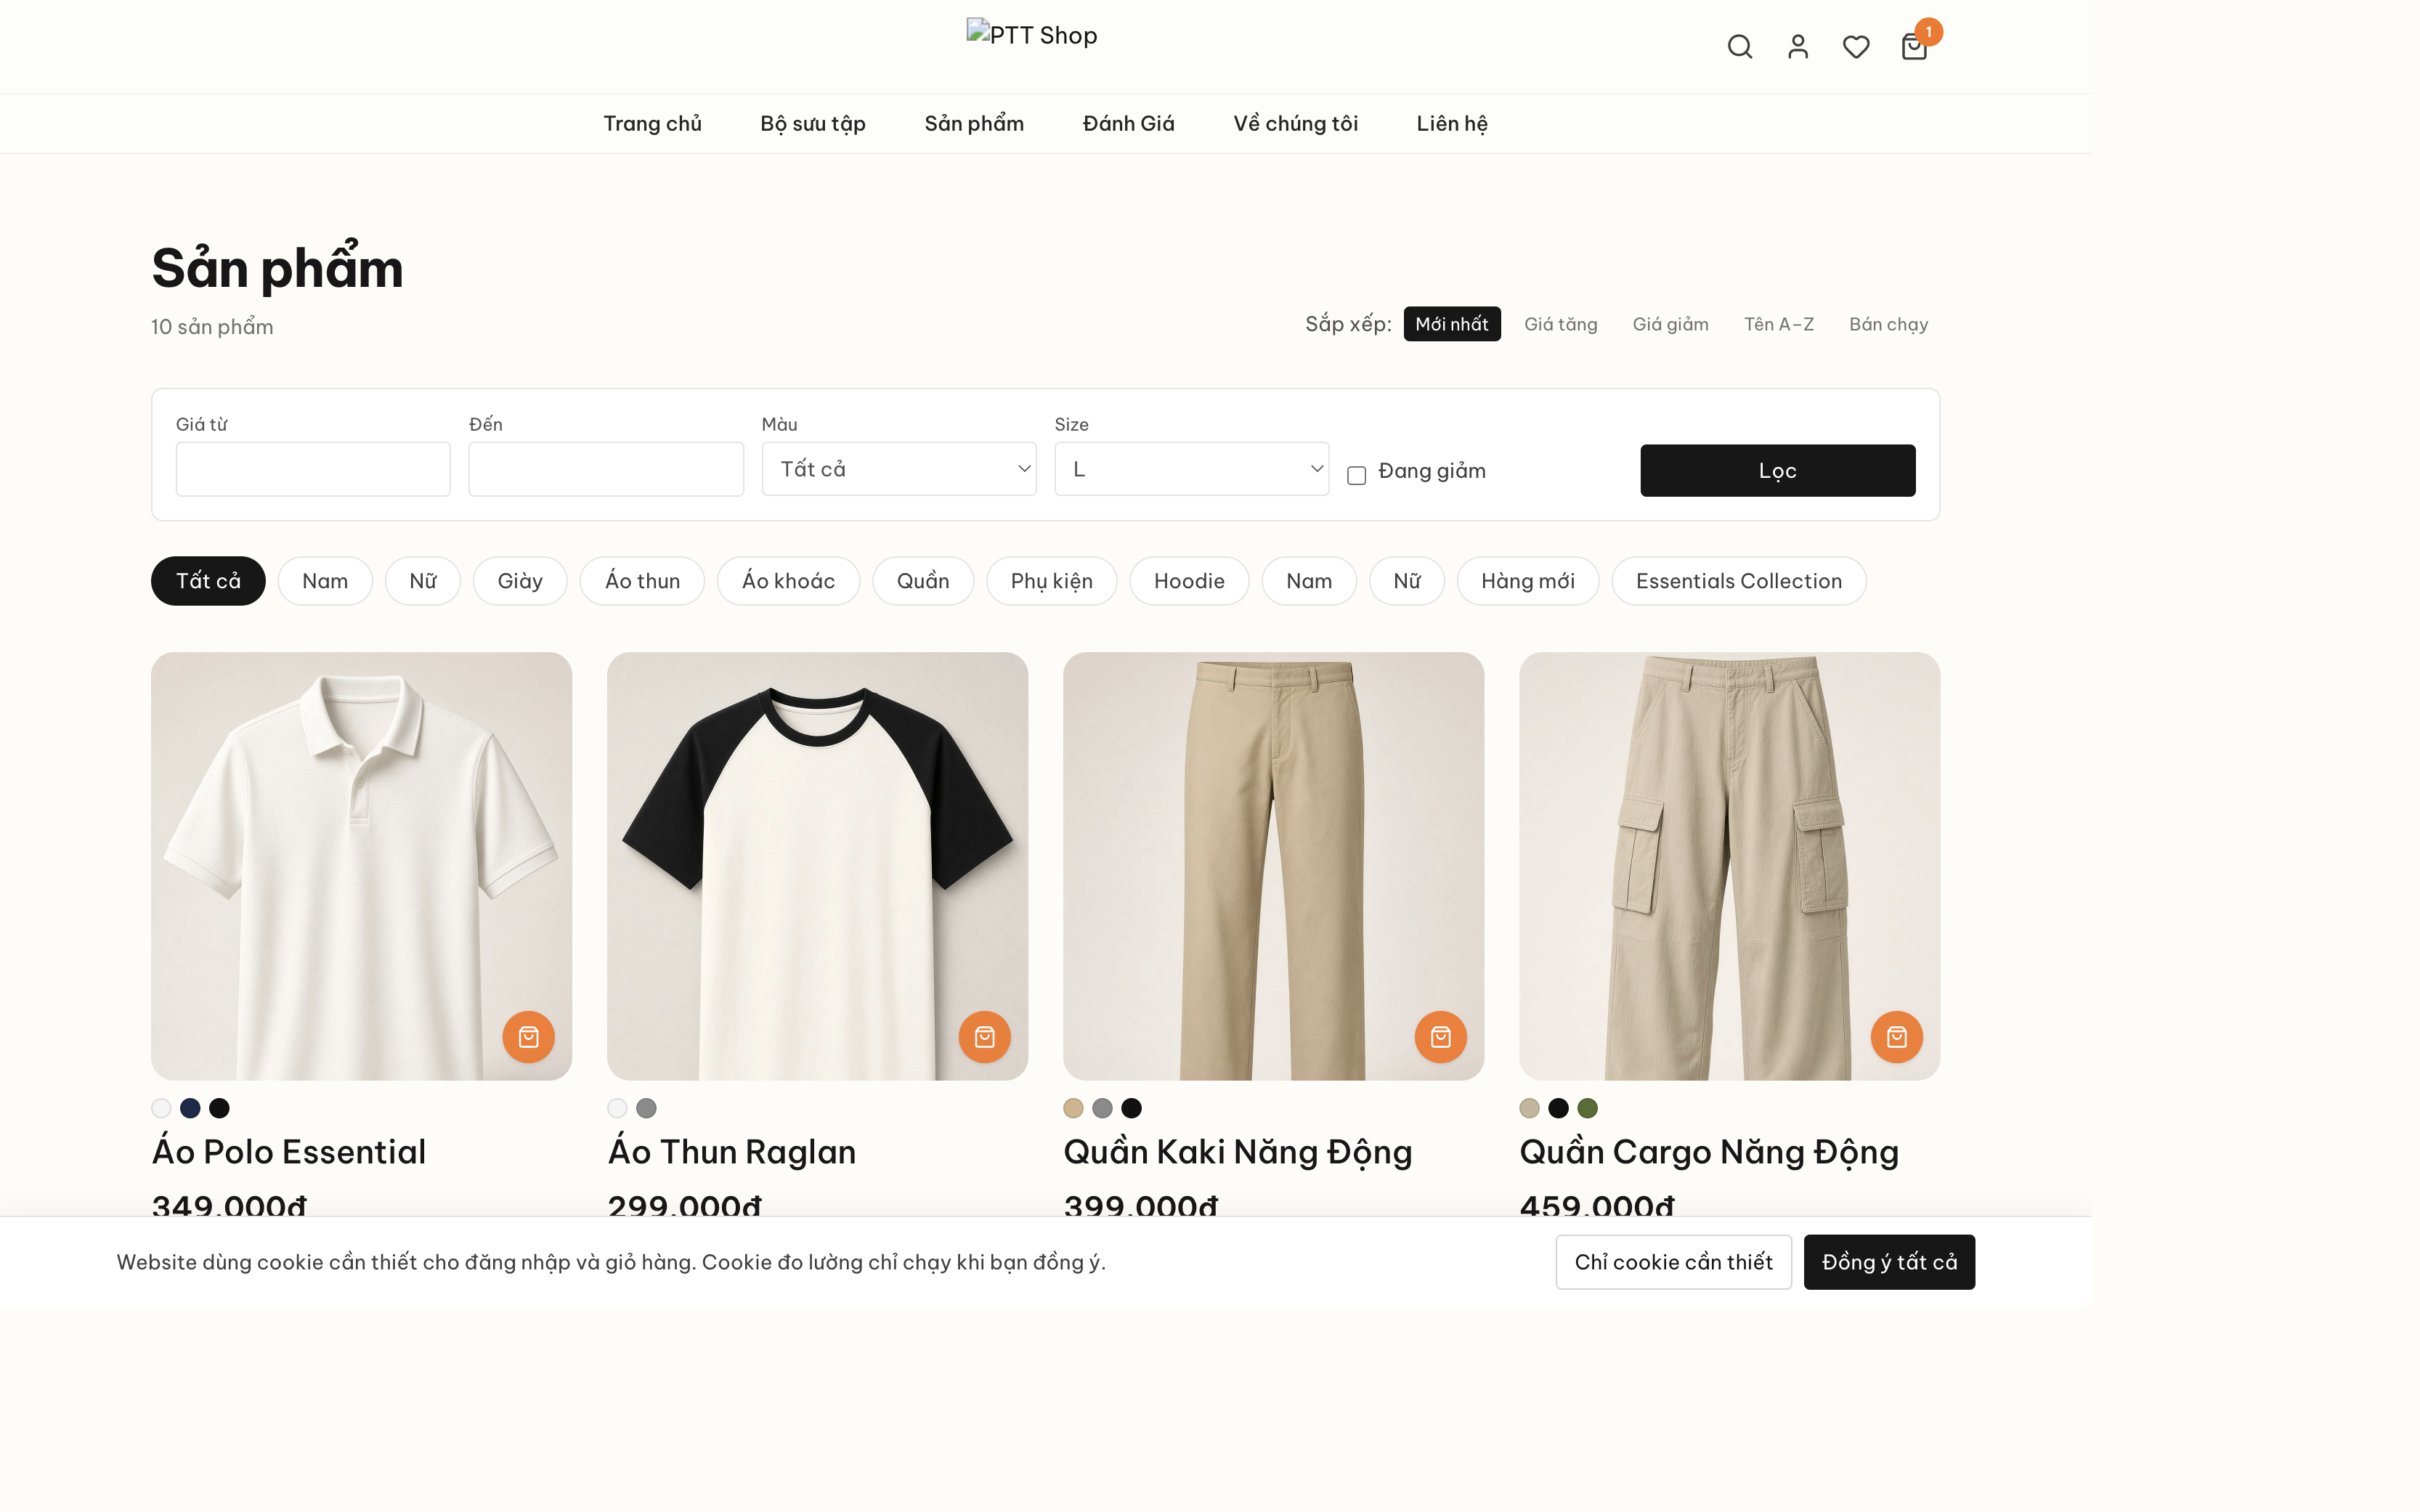 PTT Shop
1
Trang chủ Bộ sưu tập Sản phẩm Đánh Giá Về chúng tôi Liên hệ
Sản phẩm
10 sản phẩm
Sắp xếp: Mới nhất Giá tăng Giá giảm Tên A–Z Bán chạy
Giá từ Đến Màu Size
Tất cả L Đang giảm Lọc
Tất cả Nam Nữ Giày Áo thun Áo khoác Quần Phụ kiện Hoodie Nam Nữ Hàng mới Essentials Collection
Áo Polo Essential Áo Thun Raglan Quần Kaki Năng Động Quần Cargo Năng Động
349.000đ 299.000đ 399.000đ 459.000đ
Website dùng cookie cần thiết cho đăng nhập và giỏ hàng. Cookie đo lường chỉ chạy khi bạn đồng ý. Chỉ cookie cần thiết Đồng ý tất cả